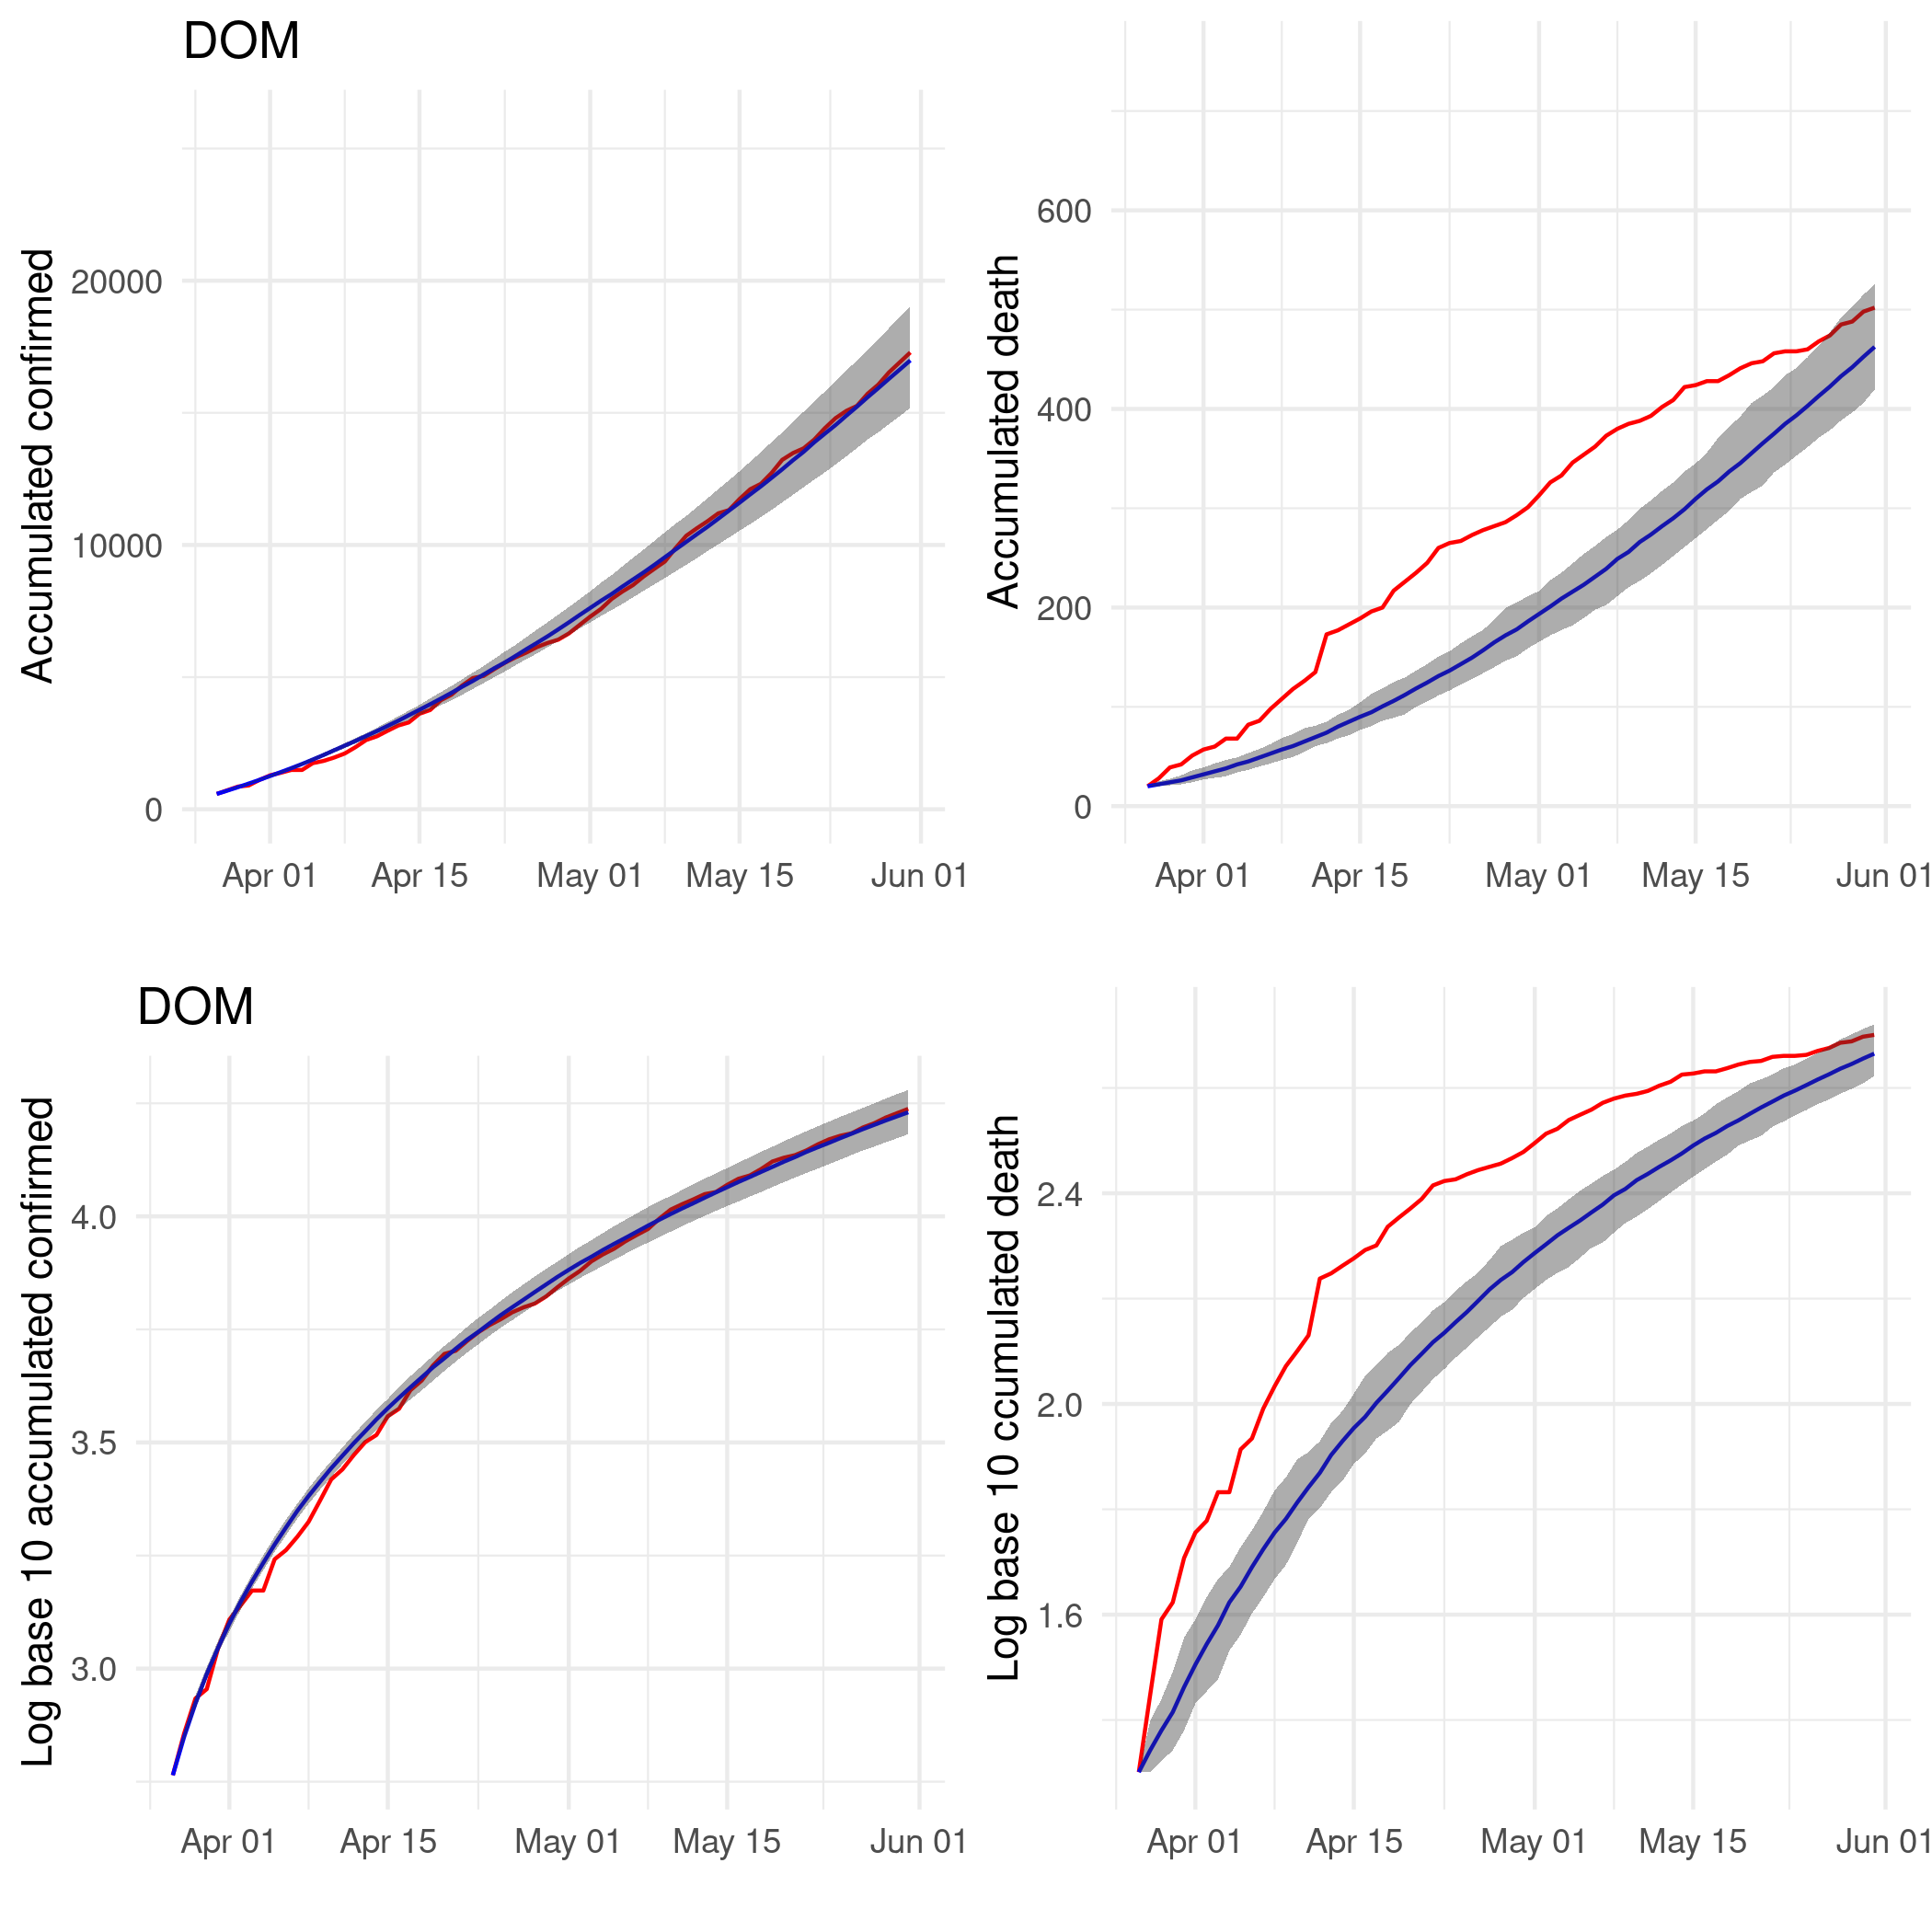 DOM
Accumulated confirmed
20000
10000
0
Apr 01 Apr 15 May 01 May 15 Jun 01
Accumulated death
600
400
200
0
Apr 01 Apr 15 May 01 May 15 Jun 01
DOM
Log base 10 accumulated confirmed
4.0
3.5
3.0
Apr 01 Apr 15 May 01 May 15 Jun 01
Log base 10 ccumulated death
2.4
2.0
1.6
Apr 01 Apr 15 May 01 May 15 Jun 01